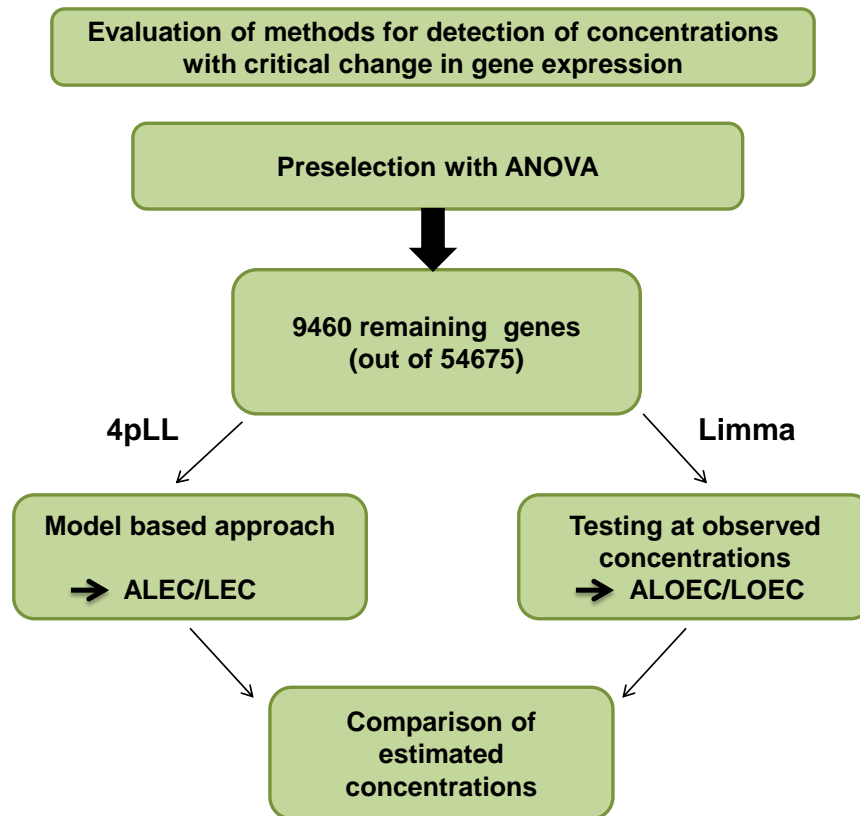 Evaluation of methods for detection of concentrations
with critical change in gene expression
Preselection with ANOVA
9460 remaining genes
(out of 54675)
4pLL
Limma
Model based approach
➔ ALEC/LEC
Testing at observed
concentrations
➔ ALOEC/LOEC
Comparison of
estimated
concentrations